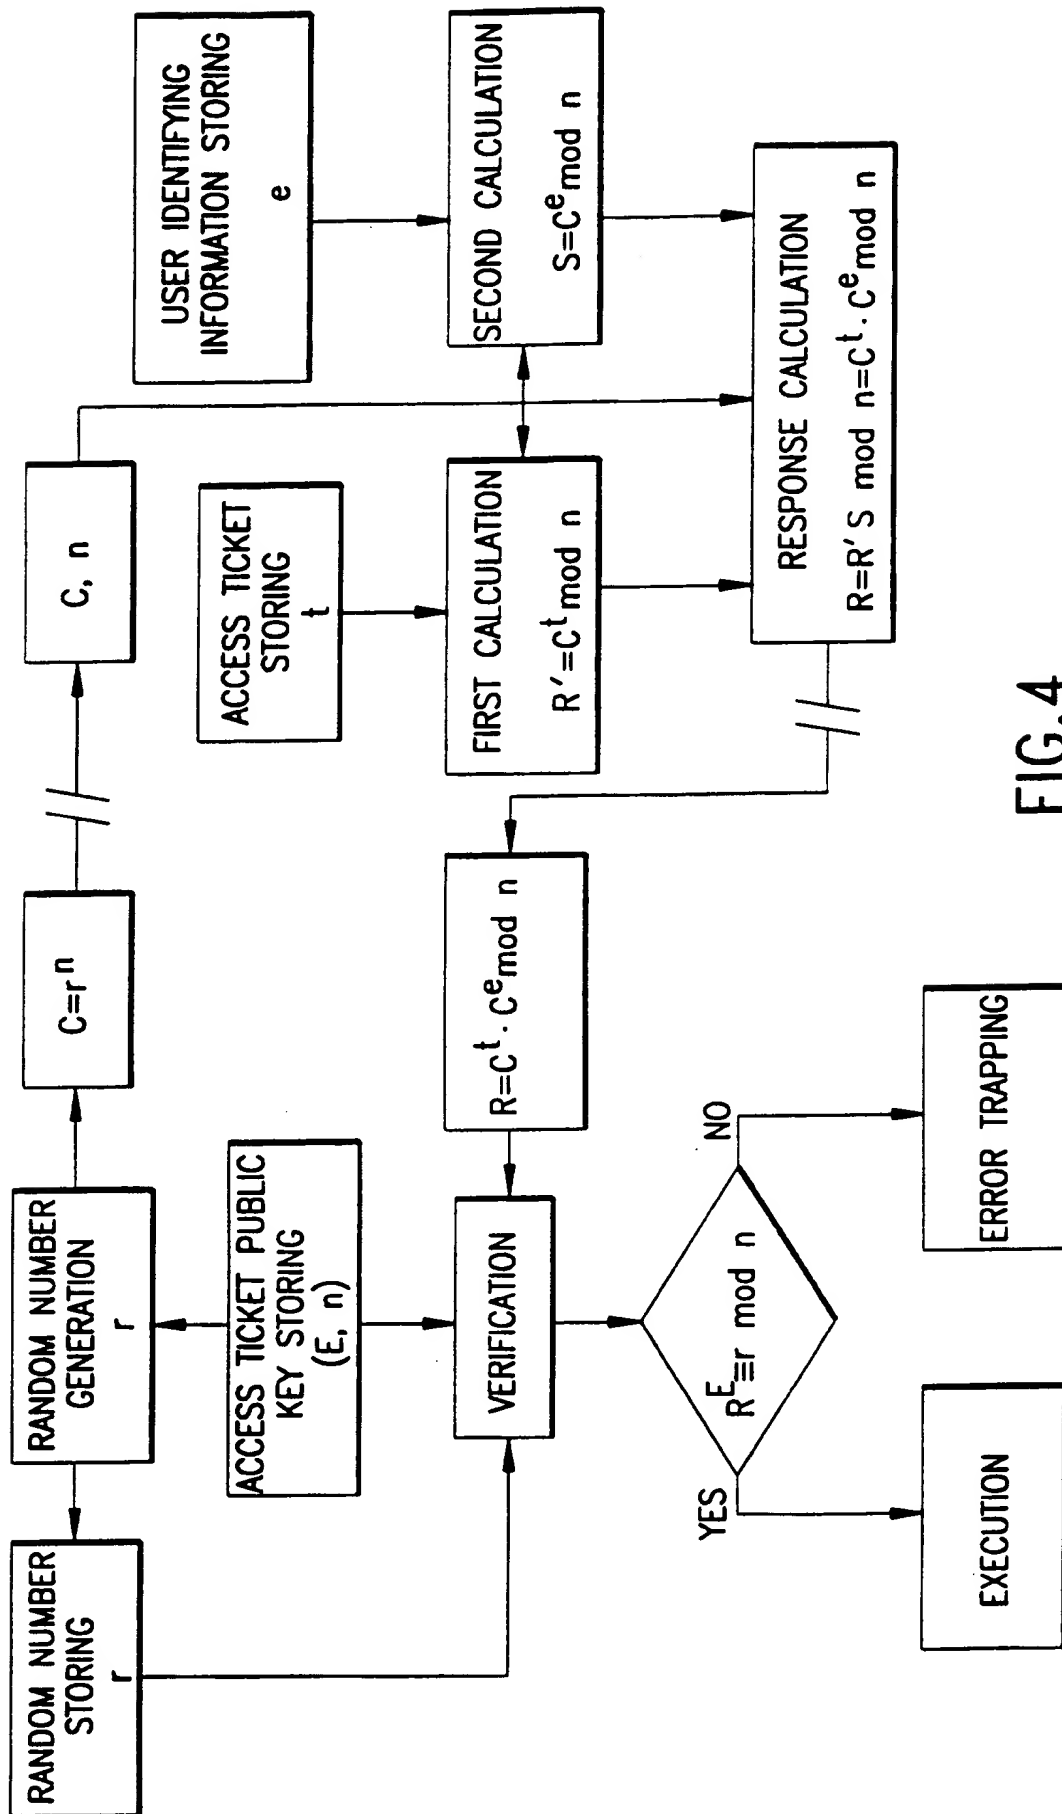 RANDOM NUMBER
STORING
r
RANDOM NUMBER
GENERATION
r
C=r^n
C, n
USER IDENTIFYING
INFORMATION STORING
e
ACCESS TICKET PUBLIC
KEY STORING
(E, n)
ACCESS TICKET
STORING
t
VERIFICATION
R=C^t·C^e mod n
FIRST CALCULATION
R'=C^t mod n
SECOND CALCULATION
S=C^e mod n
YES
R^E≡r mod n
NO
RESPONSE CALCULATION
R=R'S mod n=C^t·C^e mod n
EXECUTION
ERROR TRAPPING
FIG.4